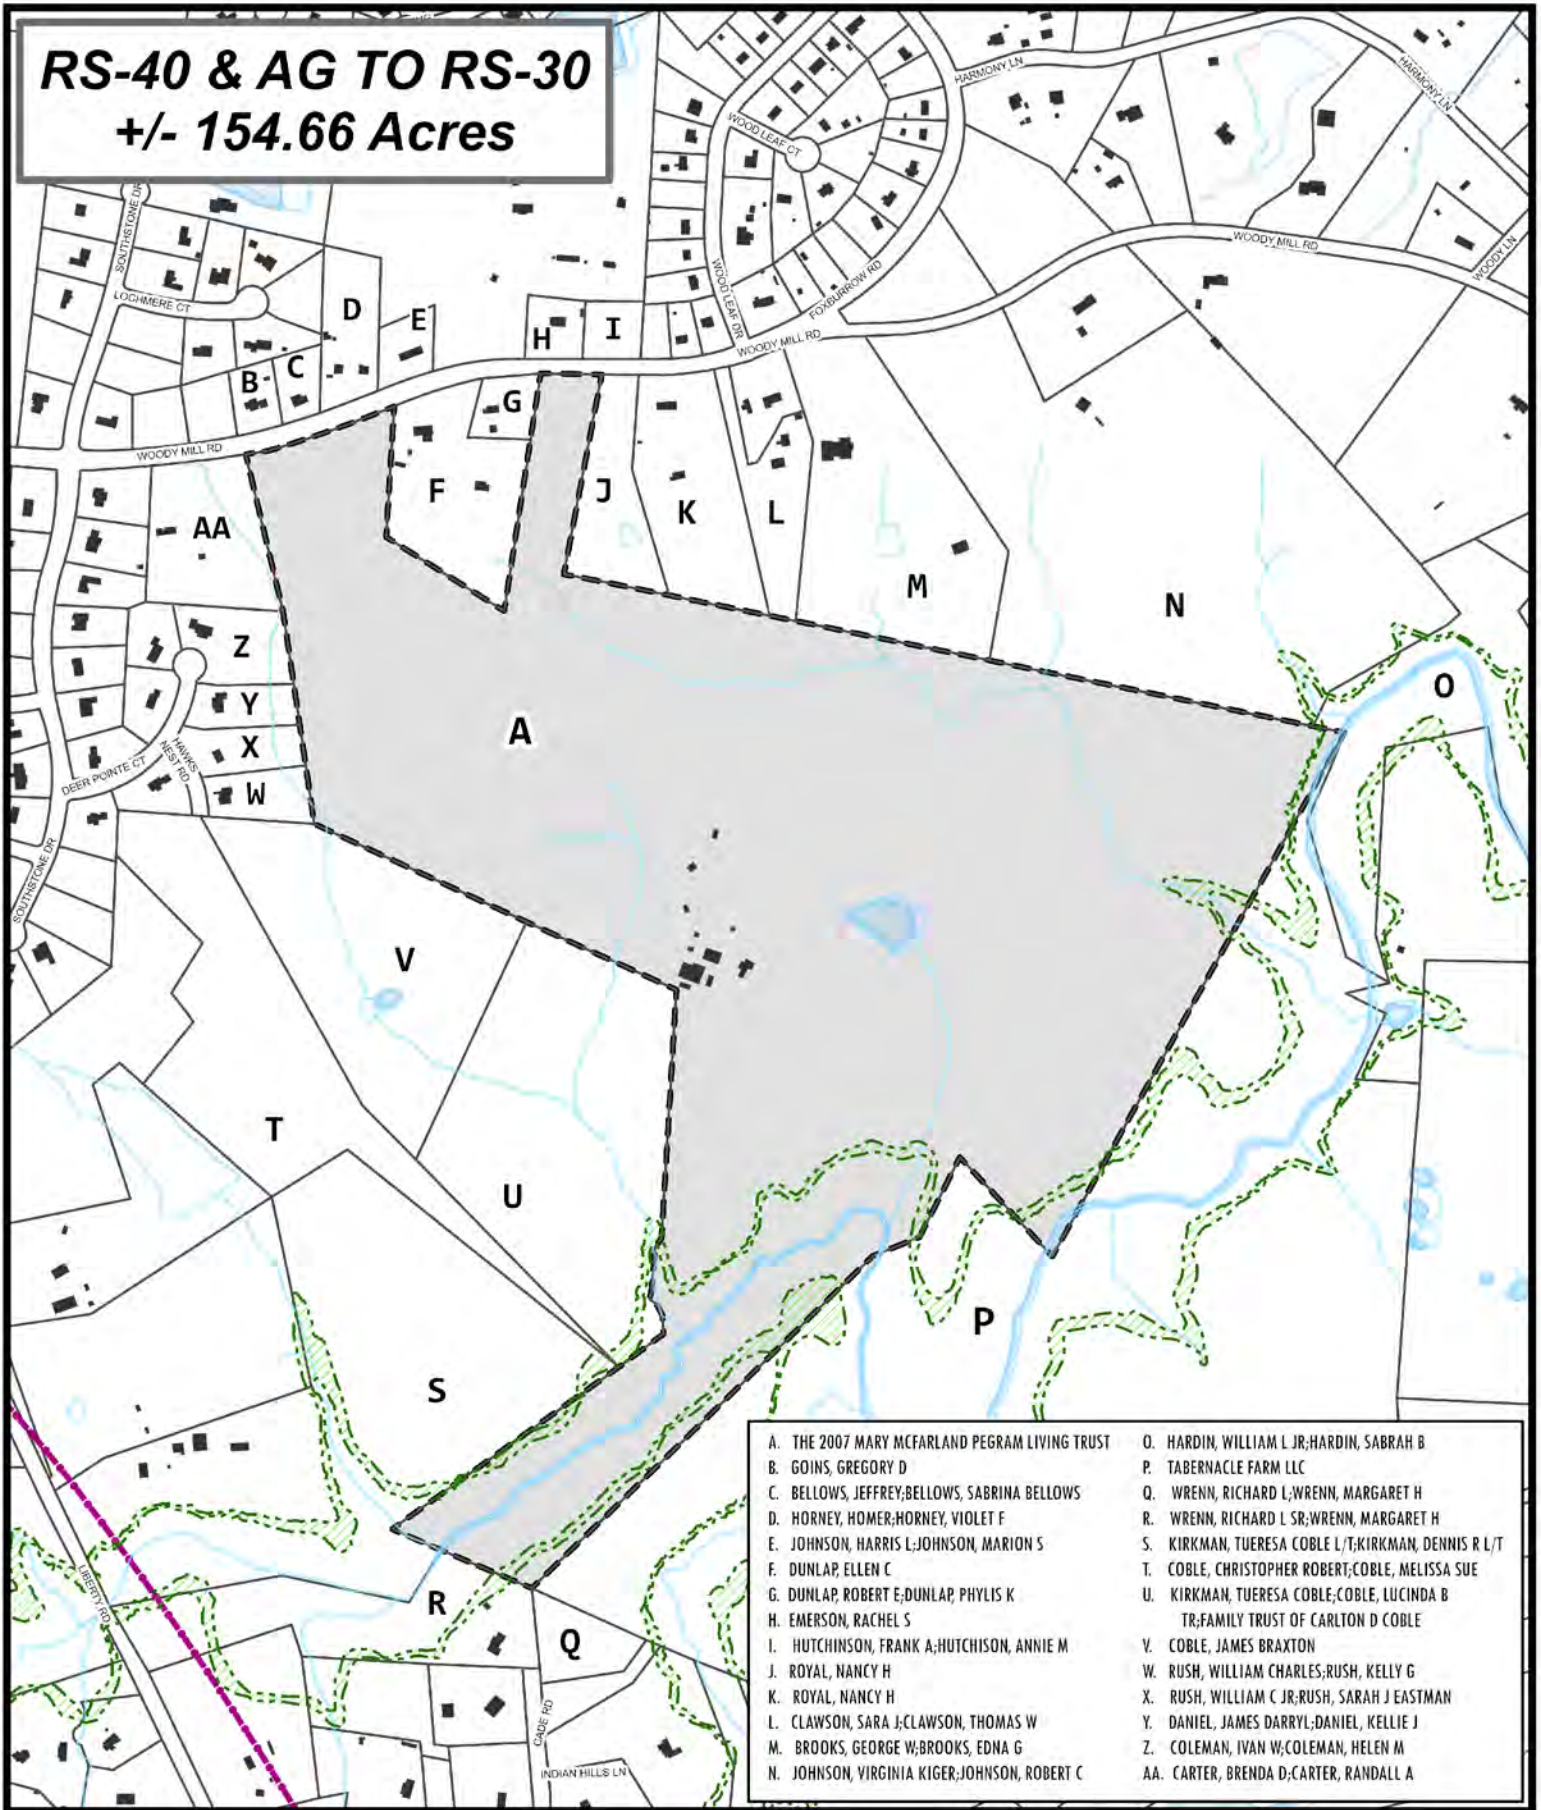 RS-40 & AG TO RS-30
+/- 154.66 Acres
HARMONY LN
HARMONY LN
WOOD LEAF CT
SOUTHSTONE DR
WOODY MILL RD
WOODY LN
LOCHMERE CT
WOOD LEAF DR
FOXBURROW RD
D
E
H
I
WOODY MILL RD
B
C
G
WOODY MILL RD
F
J
K
L
AA
M
N
Z
O
Y
A
X
HAWKS
NEST RD
DEER POINTE CT
W
SOUTHSTONE DR
V
T
U
P
S
LIBERTY RD
R
Q
CADE RD
INDIAN HILLS LN
A. THE 2007 MARY MCFARLAND PEGRAM LIVING TRUST
B. GOINS, GREGORY D
C. BELLOWS, JEFFREY;BELLOWS, SABRINA BELLOWS
D. HORNEY, HOMER;HORNEY, VIOLET F
E. JOHNSON, HARRIS L;JOHNSON, MARION S
F. DUNLAP, ELLEN C
G. DUNLAP, ROBERT E;DUNLAP, PHYLIS K
H. EMERSON, RACHEL S
I. HUTCHINSON, FRANK A;HUTCHISON, ANNIE M
J. ROYAL, NANCY H
K. ROYAL, NANCY H
L. CLAWSON, SARA J;CLAWSON, THOMAS W
M. BROOKS, GEORGE W;BROOKS, EDNA G
N. JOHNSON, VIRGINIA KIGER;JOHNSON, ROBERT C
O. HARDIN, WILLIAM L JR;HARDIN, SABRAH B
P. TABERNACLE FARM LLC
Q. WRENN, RICHARD L;WRENN, MARGARET H
R. WRENN, RICHARD L SR;WRENN, MARGARET H
S. KIRKMAN, TUERESA COBLE L/T;KIRKMAN, DENNIS R L/T
T. COBLE, CHRISTOPHER ROBERT;COBLE, MELISSA SUE
U. KIRKMAN, TUERESA COBLE;COBLE, LUCINDA B
TR;FAMILY TRUST OF CARLTON D COBLE
V. COBLE, JAMES BRAXTON
W. RUSH, WILLIAM CHARLES;RUSH, KELLY G
X. RUSH, WILLIAM C JR;RUSH, SARAH J EASTMAN
Y. DANIEL, JAMES DARRYL;DANIEL, KELLIE J
Z. COLEMAN, IVAN W;COLEMAN, HELEN M
AA. CARTER, BRENDA D;CARTER, RANDALL A